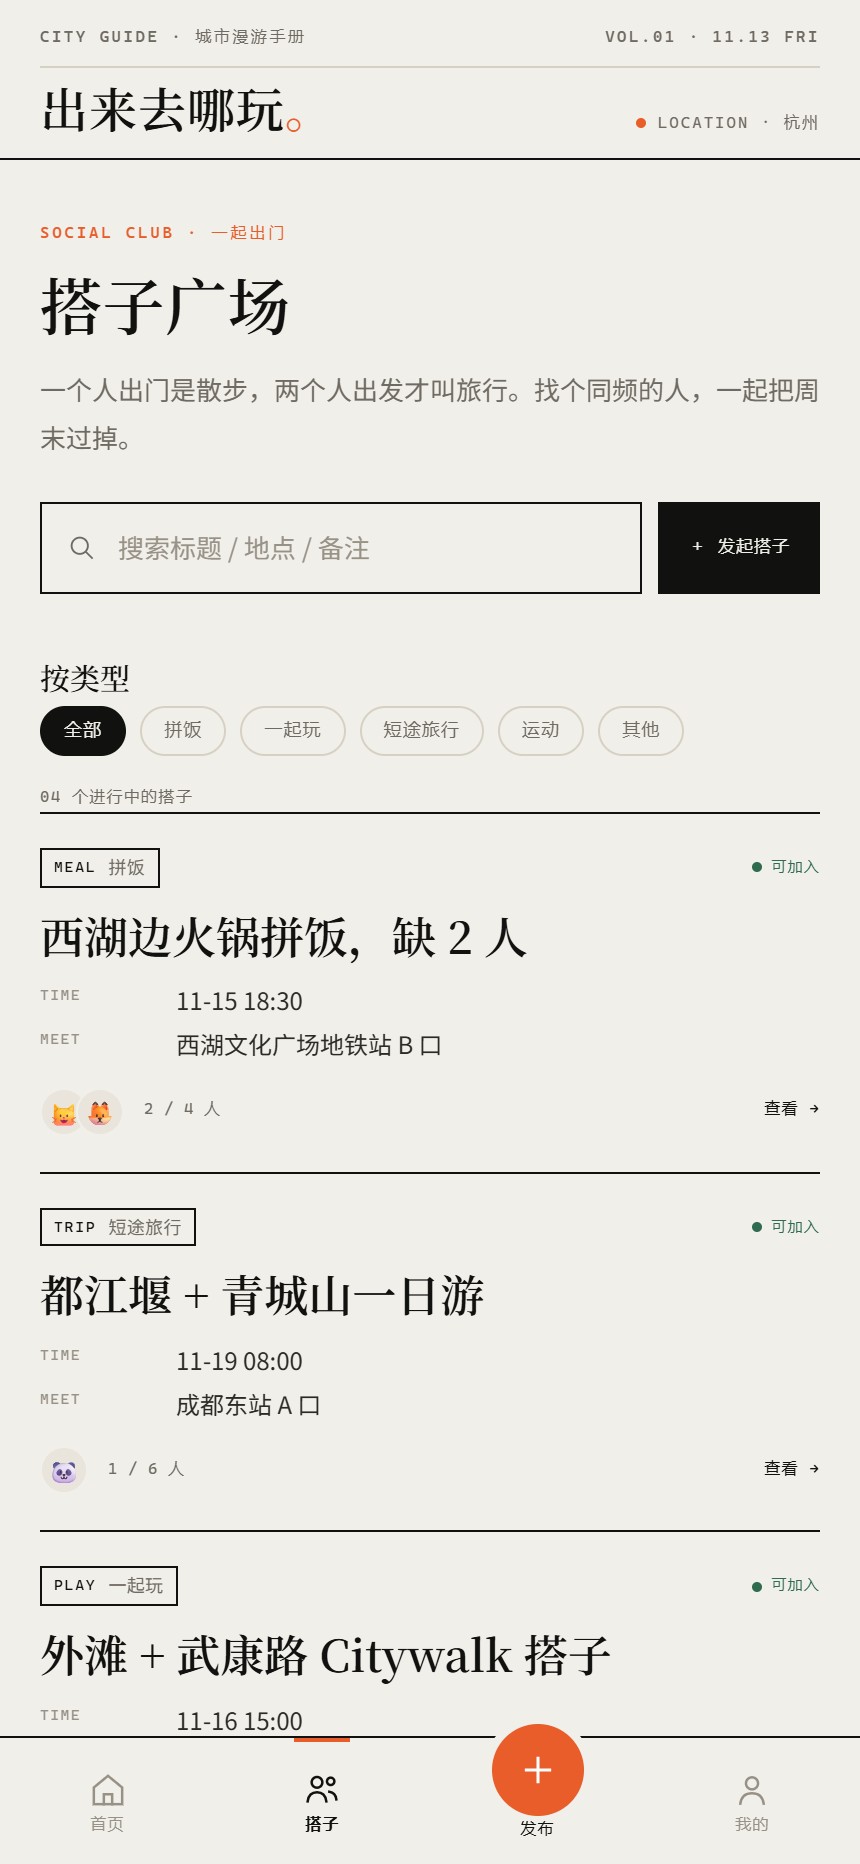 CITY GUIDE · 城市漫游手册
VOL.01 · 11.13 FRI
出来去哪玩。
LOCATION · 杭州
SOCIAL CLUB · 一起出门
搭子广场
一个人出门是散步，两个人出发才叫旅行。找个同频的人，一起把周
末过掉。
搜索标题 / 地点 / 备注
+ 发起搭子
按类型
全部 拼饭 一起玩 短途旅行 运动 其他
04 个进行中的搭子
MEAL 拼饭
可加入
西湖边火锅拼饭，缺 2 人
TIME 11-15 18:30
MEET 西湖文化广场地铁站 B 口
2 / 4 人
查看 →
TRIP 短途旅行
可加入
都江堰 + 青城山一日游
TIME 11-19 08:00
MEET 成都东站 A 口
1 / 6 人
查看 →
PLAY 一起玩
可加入
外滩 + 武康路 Citywalk 搭子
TIME 11-16 15:00
首页 搭子 发布 我的